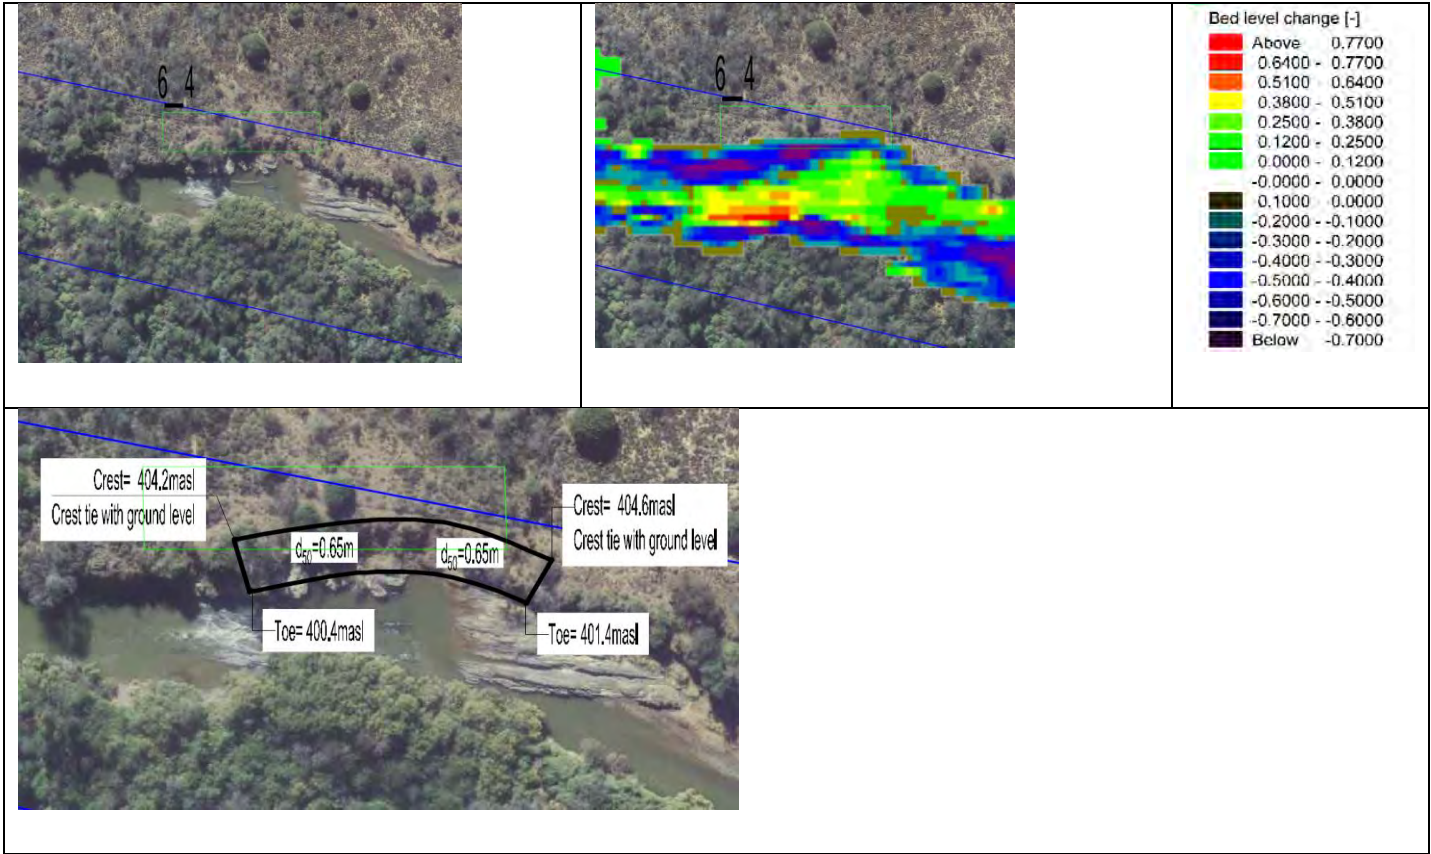 6 4
6 4
Bed level change [-]
Above 0.7700
0.6400 - 0.7700
0.5100 - 0.6400
0.3800 - 0.5100
0.2500 - 0.3800
0.1200 - 0.2500
0.0000 - 0.1200
-0.0000 - 0.0000
0.1000 0.0000
-0.2000 - -0.1000
-0.3000 - -0.2000
-0.4000 - -0.3000
-0.5000 - -0.4000
-0.6000 - -0.5000
-0.7000 - -0.6000
Below -0.7000
Crest= 404.2masl
Crest tie with ground level
Crest= 404.6masl
Crest tie with ground level
d50=0.65m
d50=0.65m
Toe= 400.4masl
Toe= 401.4masl